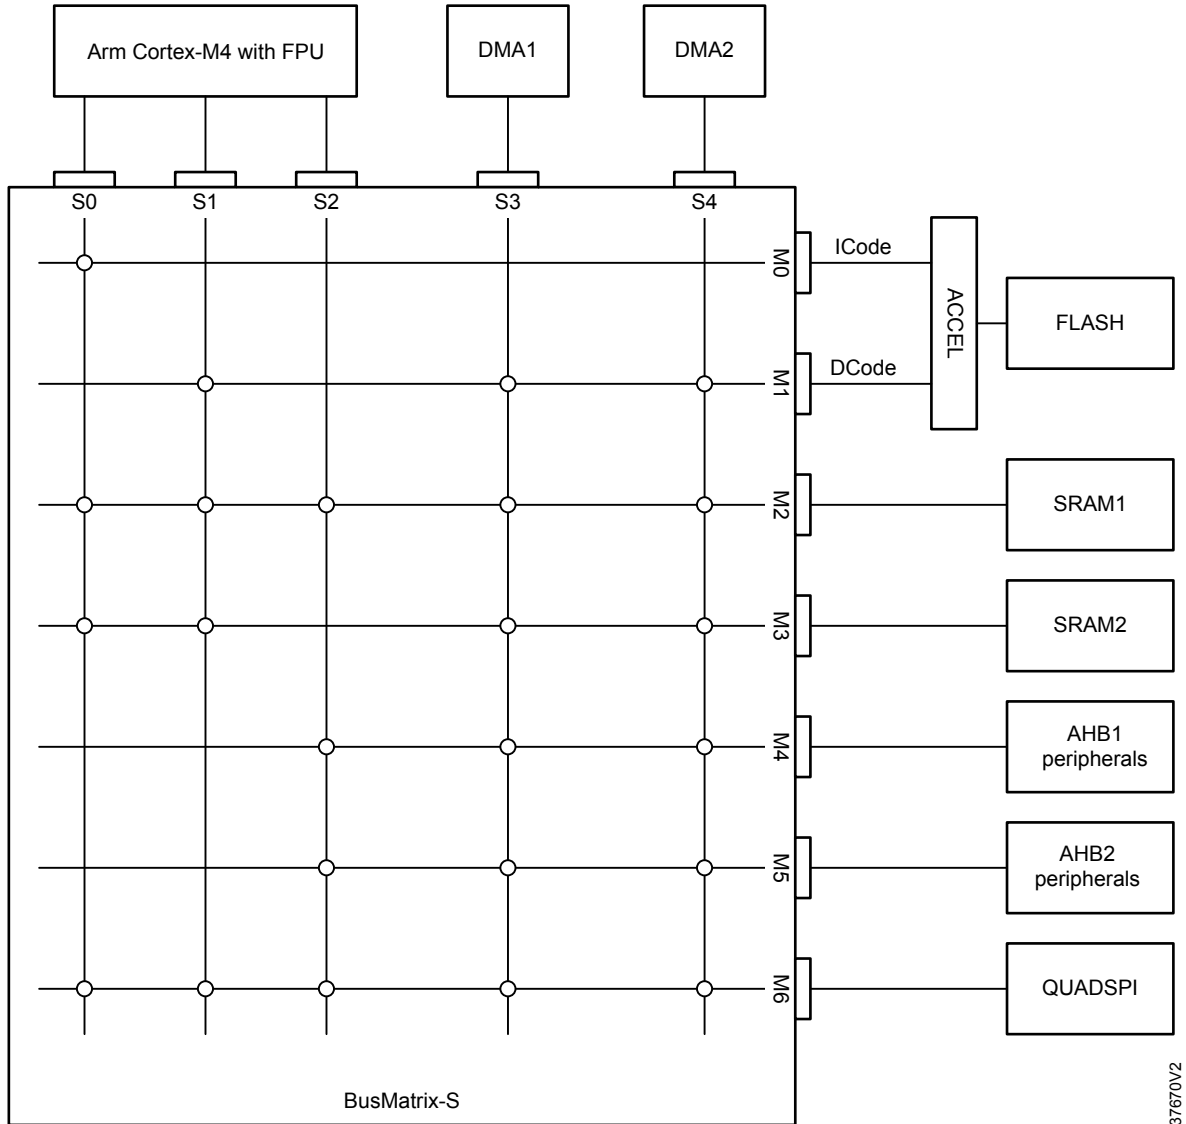 Arm Cortex-M4 with FPU
DMA1
DMA2
S0
S1
S2
S3
S4
M0
ICode
ACCEL
FLASH
M1
DCode
M2
SRAM1
M3
SRAM2
M4
AHB1
peripherals
M5
AHB2
peripherals
M6
QUADSPI
BusMatrix-S
37670V2